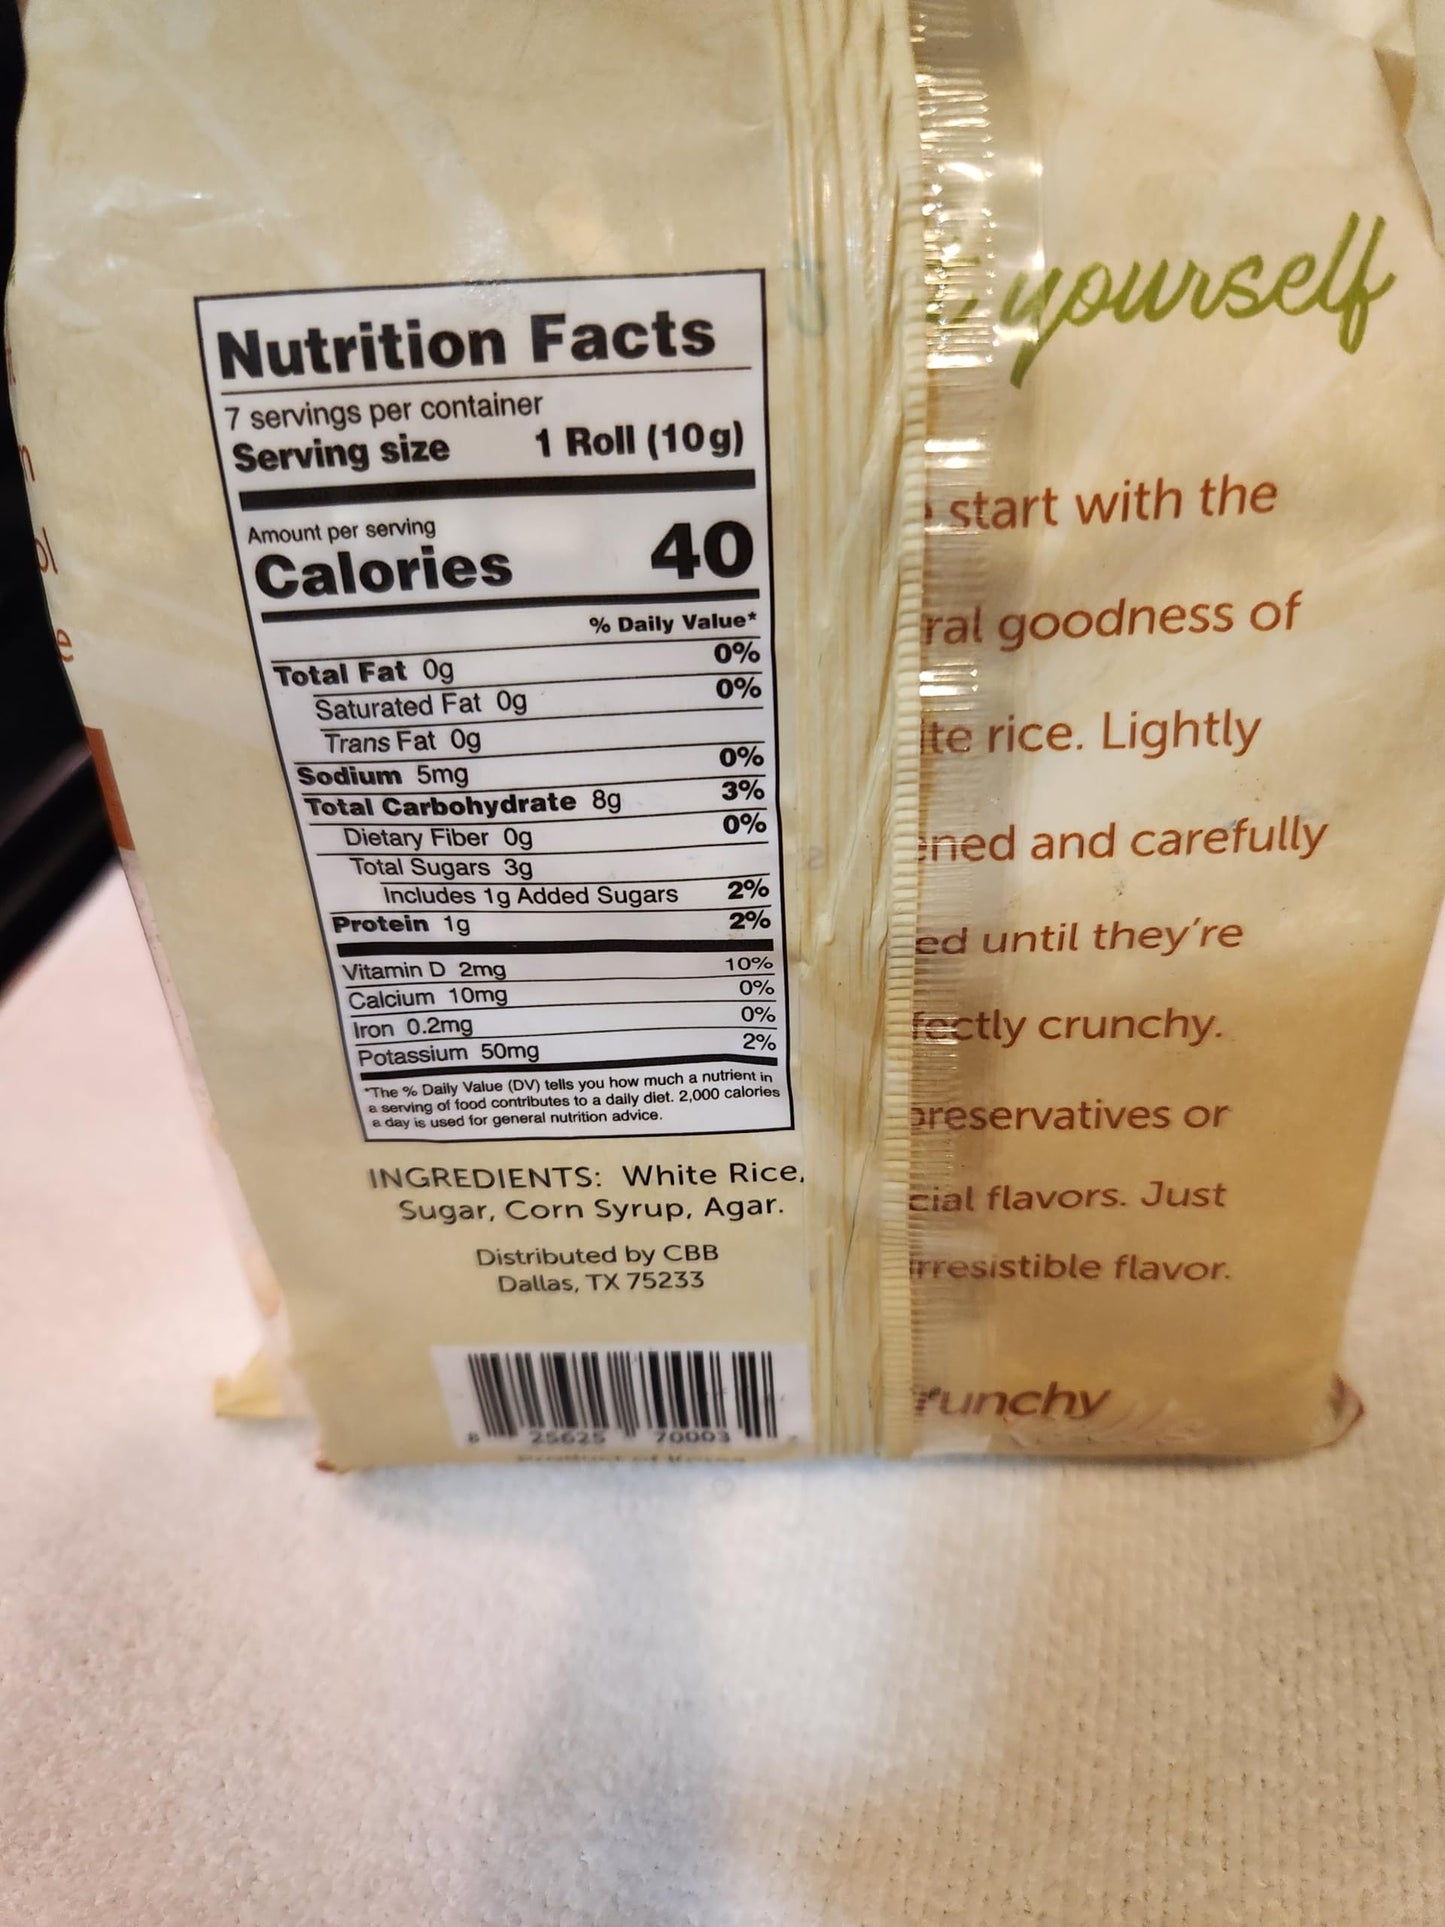 Nutrition Facts
7 servings per container
Serving size 1 Roll (10g)
Amount per serving
Calories 40
% Daily Value*
Total Fat 0g 0%
Saturated Fat 0g 0%
Trans Fat 0g
Sodium 5mg 0%
Total Carbohydrate 8g 3%
Dietary Fiber 0g 0%
Total Sugars 3g
Includes 1g Added Sugars 2%
Protein 1g 2%
Vitamin D 2mg 10%
Calcium 10mg 0%
Iron 0.2mg 0%
Potassium 50mg 2%
*The % Daily Value (DV) tells you how much a nutrient in
a serving of food contributes to a daily diet. 2,000 calories
a day is used for general nutrition advice.
INGREDIENTS: White Rice,
Sugar, Corn Syrup, Agar.
Distributed by CBB
Dallas, TX 75233
8 25625 70003
yourself
start with the
ral goodness of
ite rice. Lightly
ened and carefully
ed until they're
fectly crunchy.
preservatives or
cial flavors. Just
irresistible flavor.
runchy